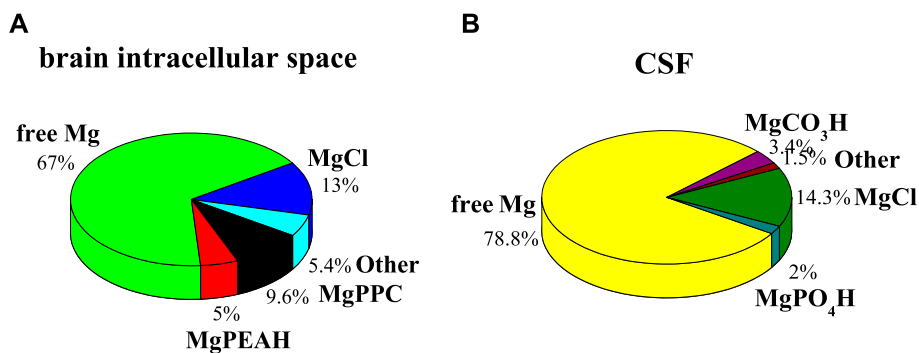 A
brain intracellular space
free Mg
67%
MgCl
13%
5.4% Other
9.6% MgPPC
5%
MgPEAH
B
CSF
MgCO₃H
3.4%
1.5% Other
free Mg
78.8%
14.3% MgCl
2%
MgPO₄H